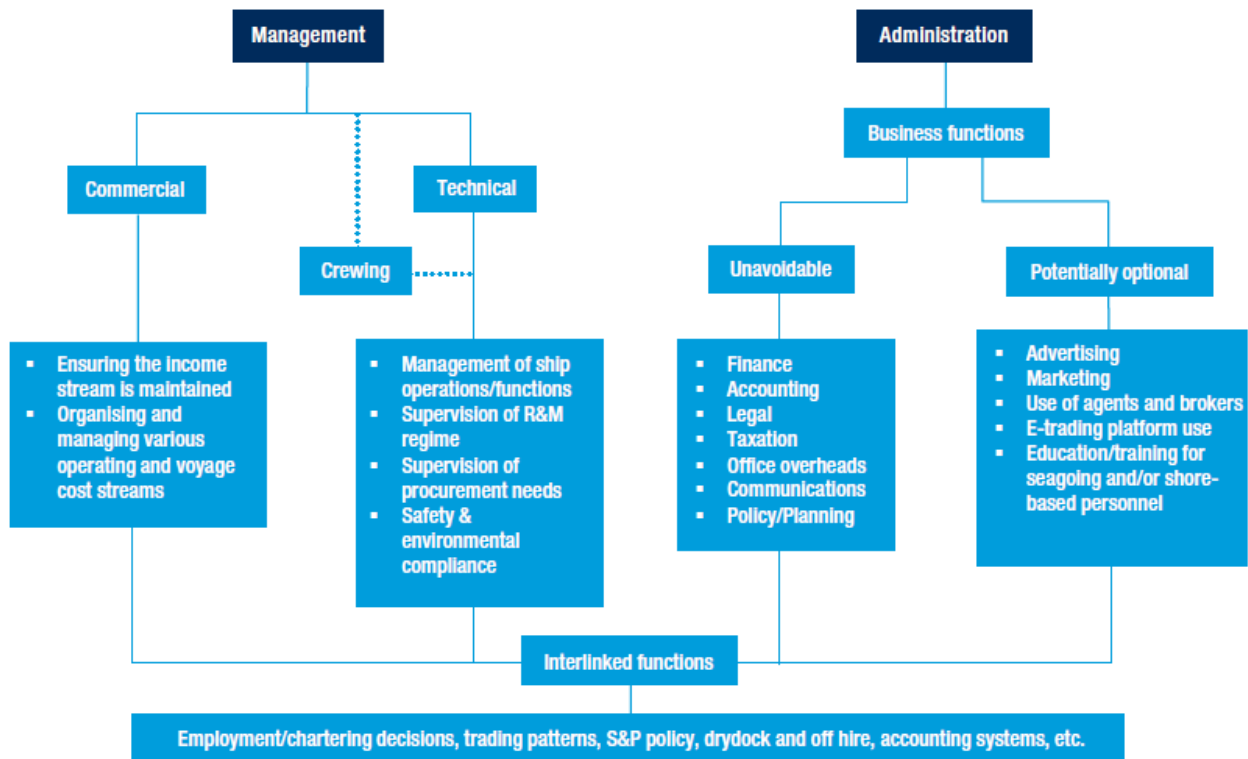 Management
Administration
Business functions
Commercial
Technical
Crewing
Unavoidable
Potentially optional
▪ Ensuring the income
stream is maintained
▪ Organising and
managing various
operating and voyage
cost streams
▪ Management of ship
operations/functions
▪ Supervision of R&M
regime
▪ Supervision of
procurement needs
▪ Safety &
environmental
compliance
▪ Finance
▪ Accounting
▪ Legal
▪ Taxation
▪ Office overheads
▪ Communications
▪ Policy/Planning
▪ Advertising
▪ Marketing
▪ Use of agents and brokers
▪ E-trading platform use
▪ Education/training for
seagoing and/or shore-
based personnel
Interlinked functions
Employment/chartering decisions, trading patterns, S&P policy, drydock and off hire, accounting systems, etc.